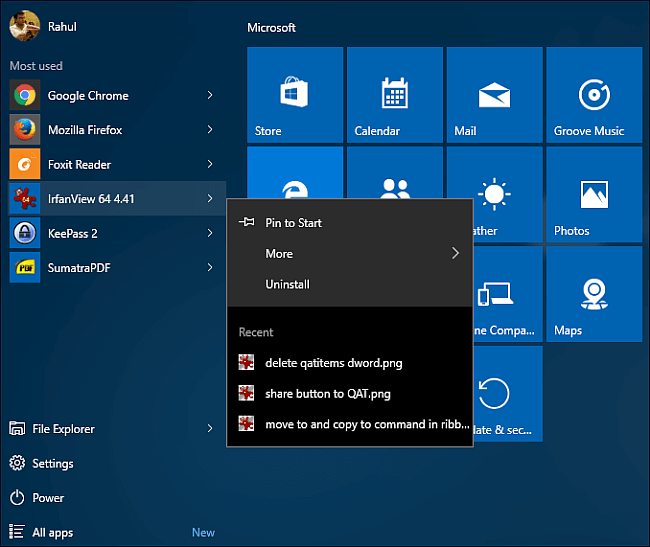 Rahul
Most used
Google Chrome
Mozilla Firefox
Foxit Reader
IrfanView 64 4.41
KeePass 2
SumatraPDF
File Explorer
Settings
Power
All apps
New
Microsoft
Store
Calendar
Mail
Groove Music
ather
Photos
ne Compa...
Maps
date & sec...
Pin to Start
More
Uninstall
Recent
delete qatitems dword.png
share button to QAT.png
move to and copy to command in ribb...
64
PDF